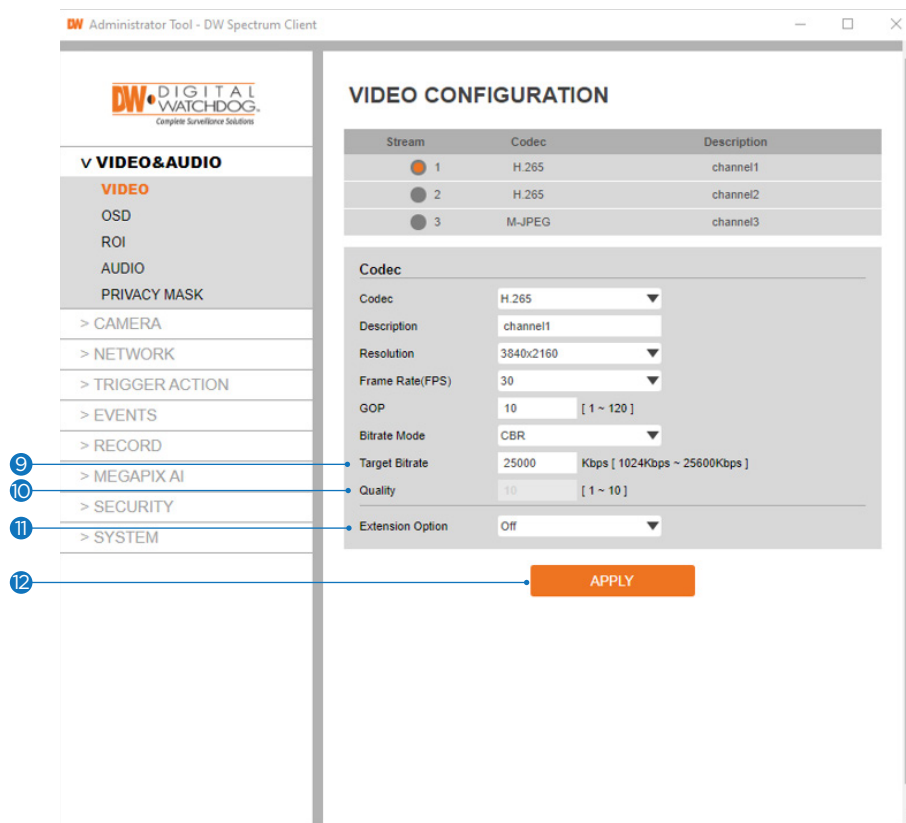 DW Administrator Tool - DW Spectrum Client
DW DIGITAL
WATCHDOG.
Complete Surveillance Solutions
v VIDEO&AUDIO
VIDEO
OSD
ROI
AUDIO
PRIVACY MASK
> CAMERA
> NETWORK
> TRIGGER ACTION
> EVENTS
> RECORD
> MEGAPIX AI
> SECURITY
> SYSTEM
VIDEO CONFIGURATION
Stream Codec Description
1 H.265 channel1
2 H.265 channel2
3 M-JPEG channel3
Codec
Codec H.265
Description channel1
Resolution 3840x2160
Frame Rate(FPS) 30
GOP 10 [ 1 ~ 120 ]
Bitrate Mode CBR
9 Target Bitrate 25000 Kbps [ 1024Kbps ~ 25600Kbps ]
10 Quality 10 [ 1 ~ 10 ]
11 Extension Option Off
12 APPLY